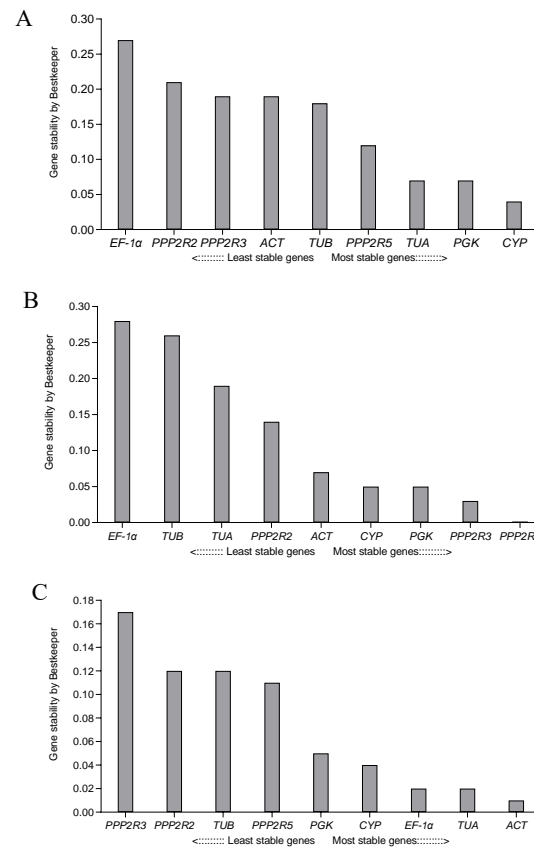 A
0.30
0.25
0.20
0.15
0.10
0.05
0.00
Gene stability by Bestkeeper
EF-1α PPP2R2 PPP2R3 ACT TUB PPP2R5 TUA PGK CYP
<::::::::: Least stable genes Most stable genes:::::::::>
B
0.30
0.25
0.20
0.15
0.10
0.05
0.00
Gene stability by Bestkeeper
EF-1α TUB TUA PPP2R2 ACT CYP PGK PPP2R3 PPP2R
<::::::::: Least stable genes Most stable genes:::::::::>
C
0.18
0.16
0.14
0.12
0.10
0.08
0.06
0.04
0.02
0.00
Gene stability by Bestkeeper
PPP2R3 PPP2R2 TUB PPP2R5 PGK CYP EF-1α TUA ACT
<::::::::: Least stable genes Most stable genes:::::::::>